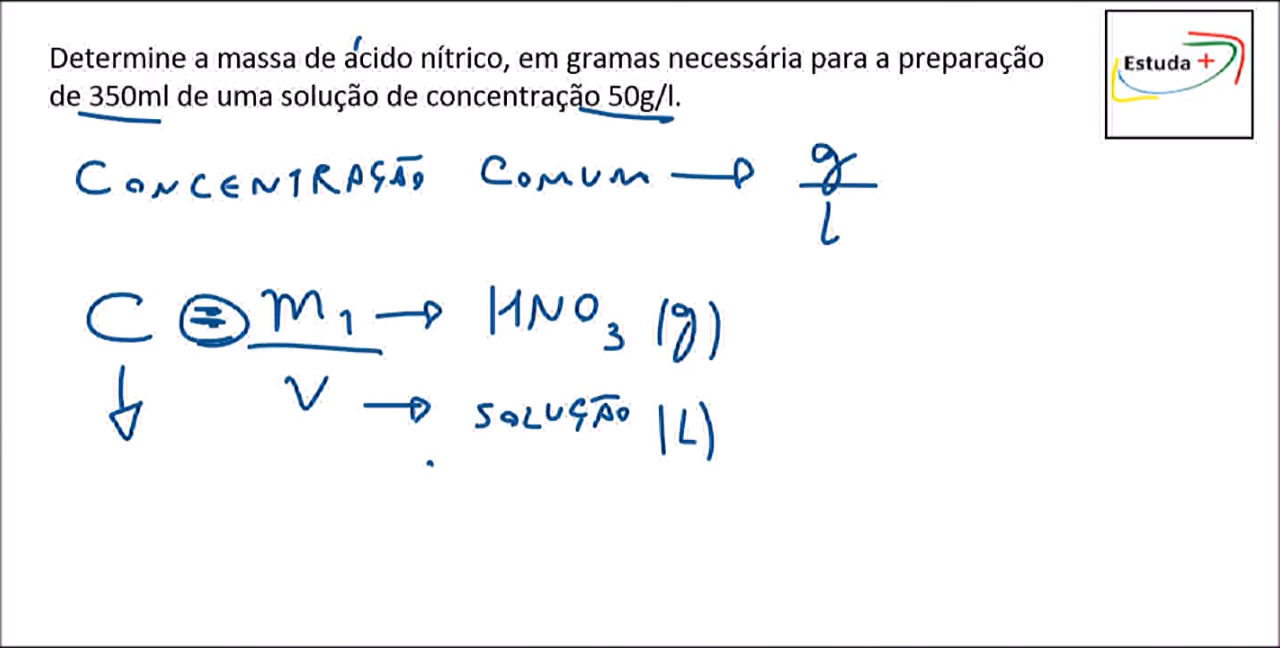 Determine a massa de ácido nítrico, em gramas necessária para a preparação
de 350ml de uma solução de concentração 50g/l.
Estuda +
CONCENTRAÇÃO COMUM → g
L
C = m1 → HNO3 (g)
V → SOLUÇÃO (L)